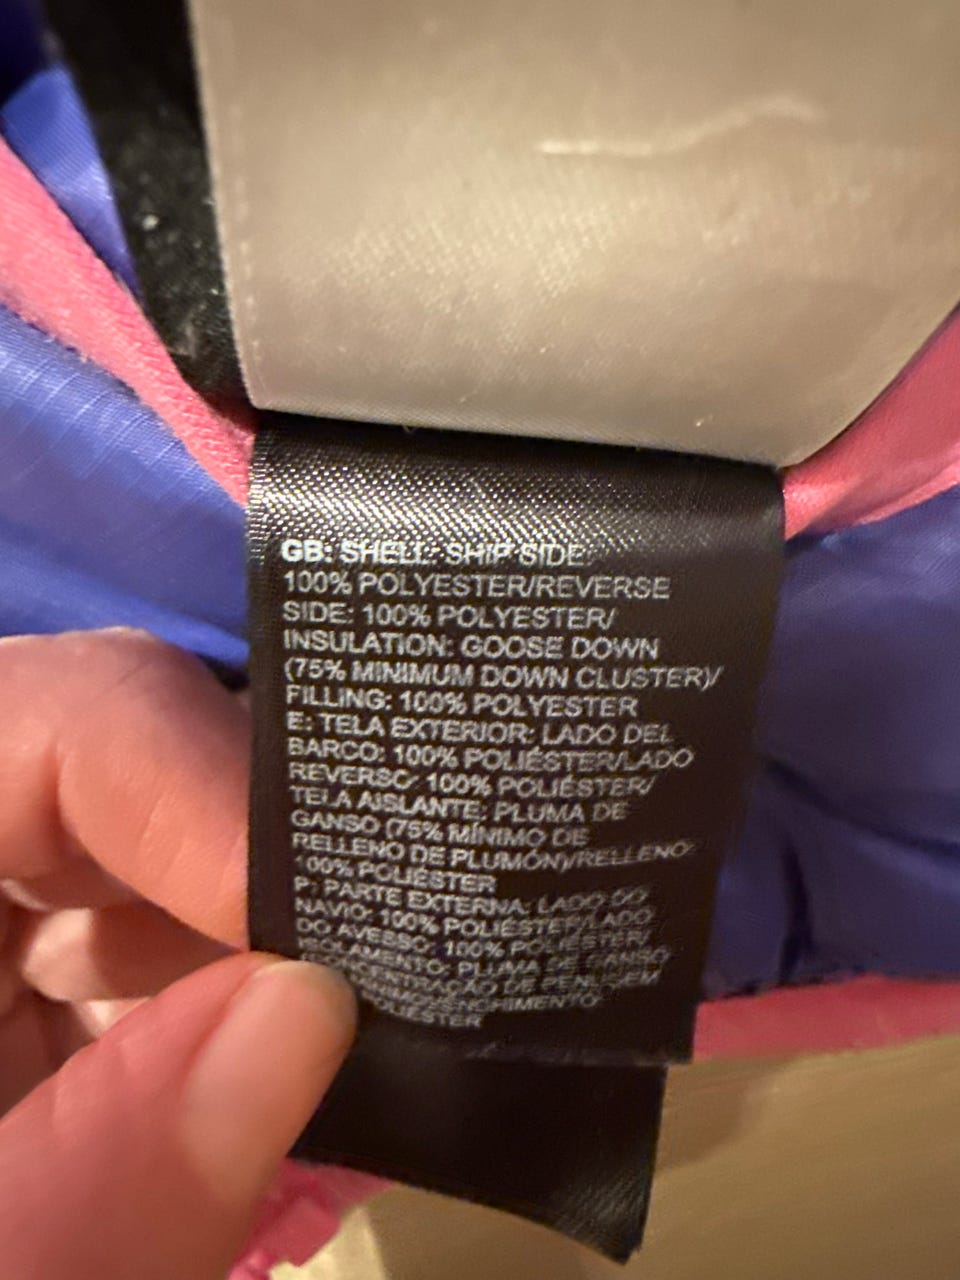 GB: SHELL: SHIP SIDE:
100% POLYESTER/REVERSE
SIDE: 100% POLYESTER/
INSULATION: GOOSE DOWN
(75% MINIMUM DOWN CLUSTER)/
FILLING: 100% POLYESTER
E: TELA EXTERIOR: LADO DEL
BARCO: 100% POLIÉSTER/LADO
REVERSO: 100% POLIÉSTER/
TELA AISLANTE: PLUMA DE
GANSO (75% MÍNIMO DE
RELLENO DE PLUMÓN)/RELLENO:
100% POLIÉSTER
P: PARTE EXTERNA: LADO DO
NAVIO: 100% POLIÉSTER/LADO
DO AVESSO: 100% POLIÉSTER/
ISOLAMENTO: PLUMA DE GANSO
DE PENUGEM